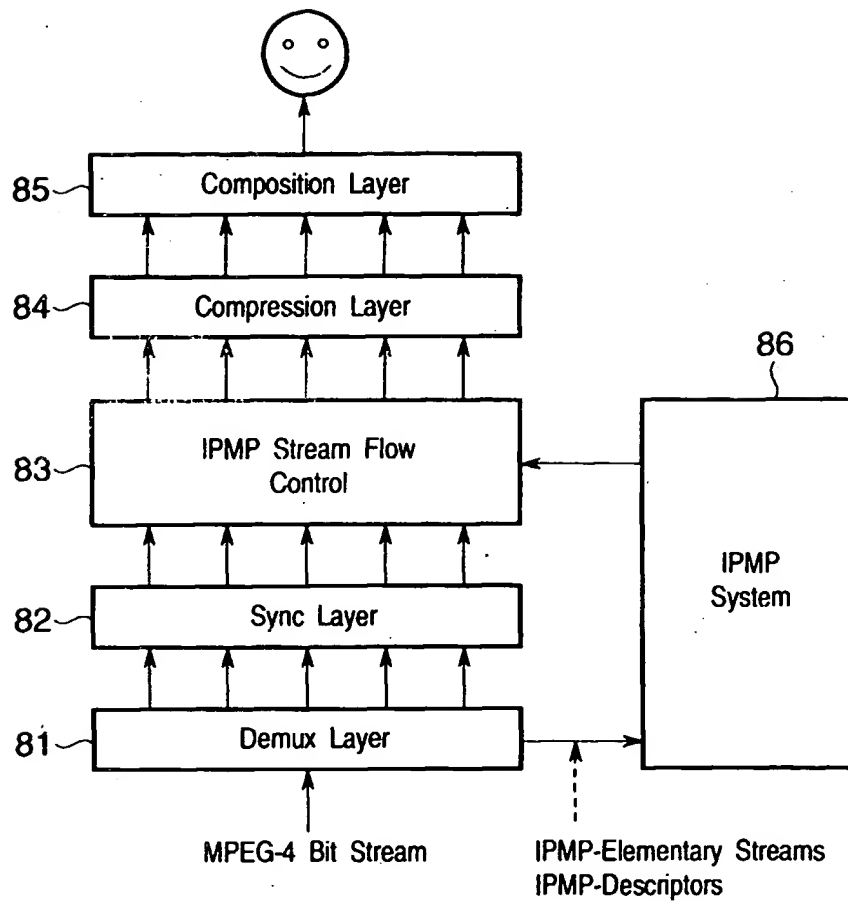 85
Composition Layer
84
Compression Layer
86
83
IPMP Stream Flow
Control
IPMP
System
82
Sync Layer
81
Demux Layer
MPEG-4 Bit Stream
IPMP-Elementary Streams
IPMP-Descriptors